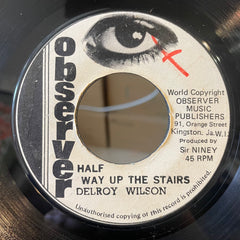 observer
World Copyright
OBSERVER
MUSIC
PUBLISHERS
91, Orange Street
Kingston, Ja. W.I.
Produced by
Sir NINEY
45 RPM
HALF
WAY UP THE STAIRS
DELROY WILSON
Unauthorised copying of this record is prohibited.